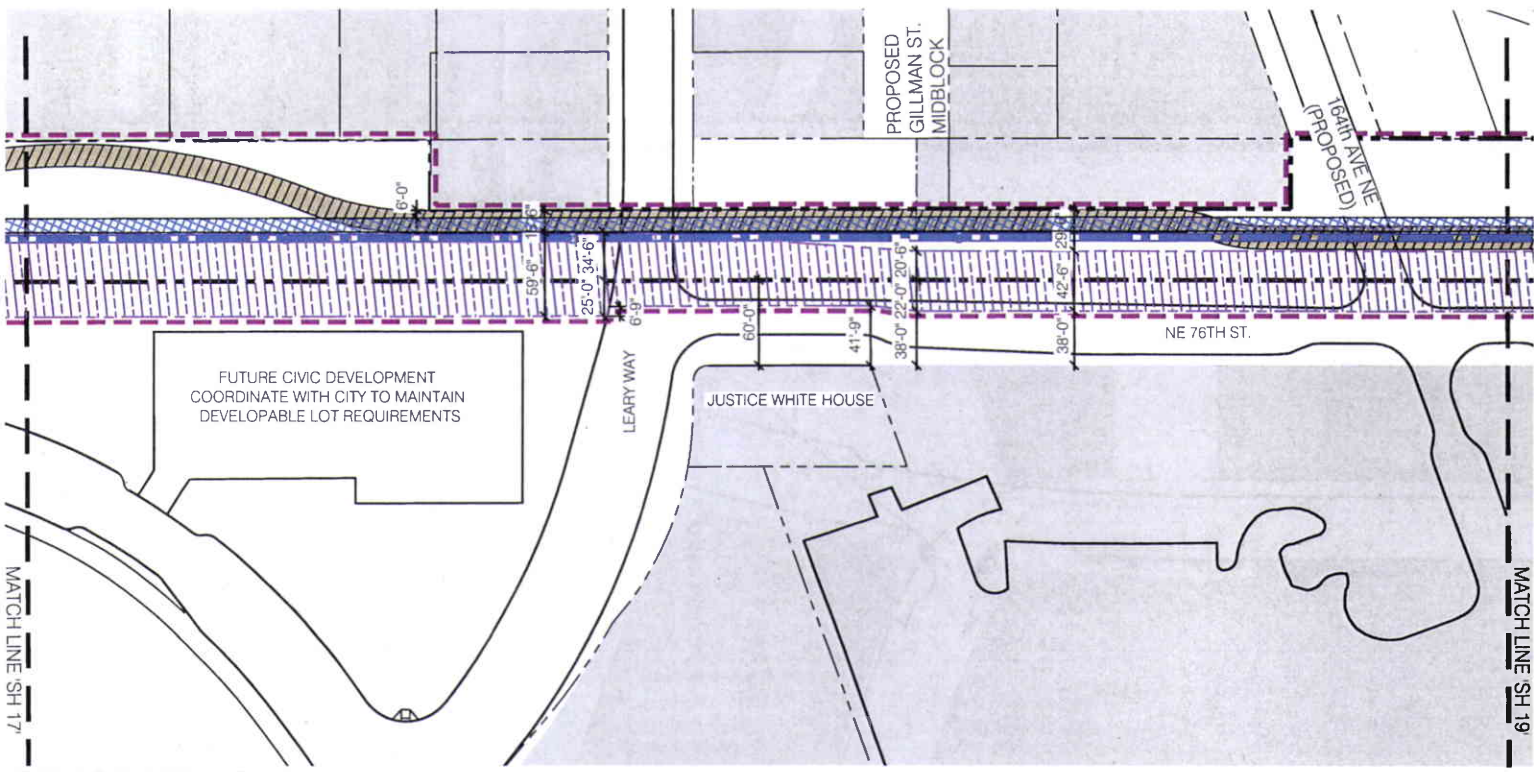 PROPOSED
GILLMAN ST.
MIDBLOCK
164th AVE NE
(PROPOSED)
6'-0"
59'-6"
25'-0" 34'-6"
6'-9"
60'-0"
41'-9"
38'-0" 22'-0" 20'-6"
38'-0" 42'-6"
NE 76TH ST.
FUTURE CIVIC DEVELOPMENT
COORDINATE WITH CITY TO MAINTAIN
DEVELOPABLE LOT REQUIREMENTS
LEARY WAY
JUSTICE WHITE HOUSE
MATCH LINE 'SH 17'
MATCH LINE 'SH 19'